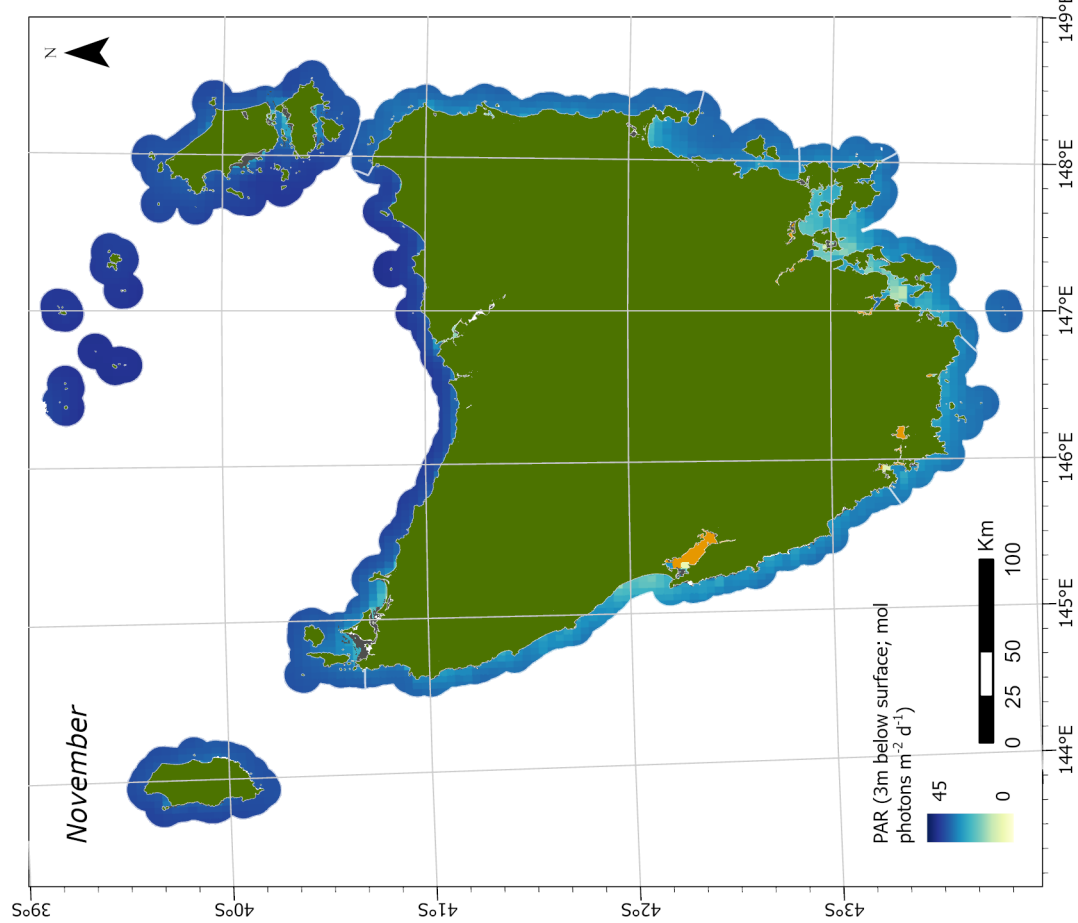 November
N
39°S
40°S
41°S
42°S
43°S
144°E
145°E
146°E
147°E
148°E
149°E
PAR (3m below surface; mol
photons m⁻² d⁻¹)
45
0
0 25 50 100 Km